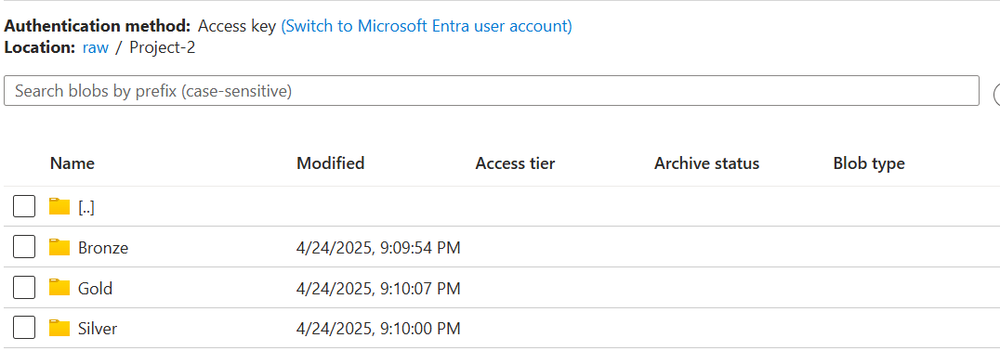 Authentication method: Access key (Switch to Microsoft Entra user account)
Location: raw / Project-2
Search blobs by prefix (case-sensitive)
Name Modified Access tier Archive status Blob type
[..]
Bronze 4/24/2025, 9:09:54 PM
Gold 4/24/2025, 9:10:07 PM
Silver 4/24/2025, 9:10:00 PM